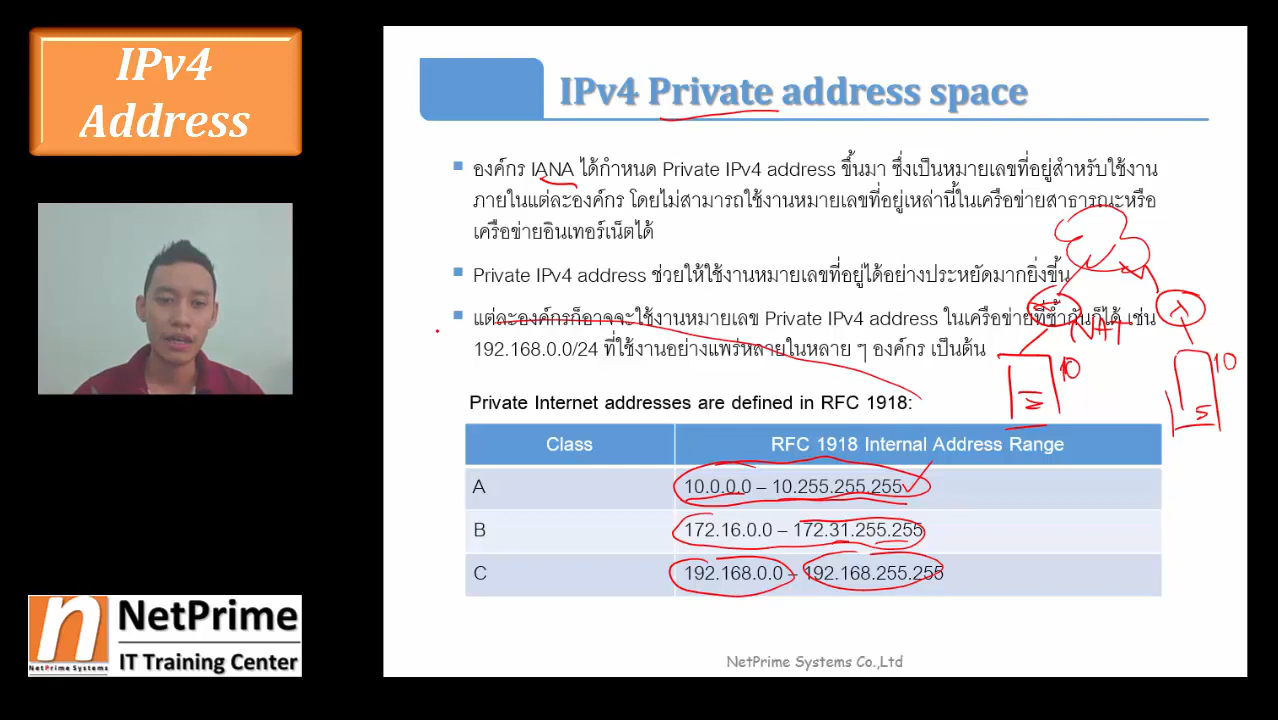 IPv4
Address
IPv4 Private address space
องค์กร IANA ได้กำหนด Private IPv4 address ขึ้นมา ซึ่งเป็นหมายเลขที่อยู่สำหรับใช้งาน
ภายในแต่ละองค์กร โดยไม่สามารถใช้งานหมายเลขที่อยู่เหล่านี้ในเครือข่ายสาธารณะหรือ
เครือข่ายอินเทอร์เน็ตได้
Private IPv4 address ช่วยให้ใช้งานหมายเลขที่อยู่ได้อย่างประหยัดมากยิ่งขี้น
แต่ละองค์กรก็อาจจะใช้งานหมายเลข Private IPv4 address ในเครือข่ายที่ซ้ำกันก็ได้ เช่น
NAT
192.168.0.0/24 ที่ใช้งานอย่างแพร่หลายในหลาย ๆ องค์กร เป็นต้น
10
10
Private Internet addresses are defined in RFC 1918:
Class RFC 1918 Internal Address Range
A 10.0.0.0 – 10.255.255.255
B 172.16.0.0 – 172.31.255.255
C 192.168.0.0 – 192.168.255.255
n NetPrime
IT Training Center
NetPrime Systems
NetPrime Systems Co.,Ltd